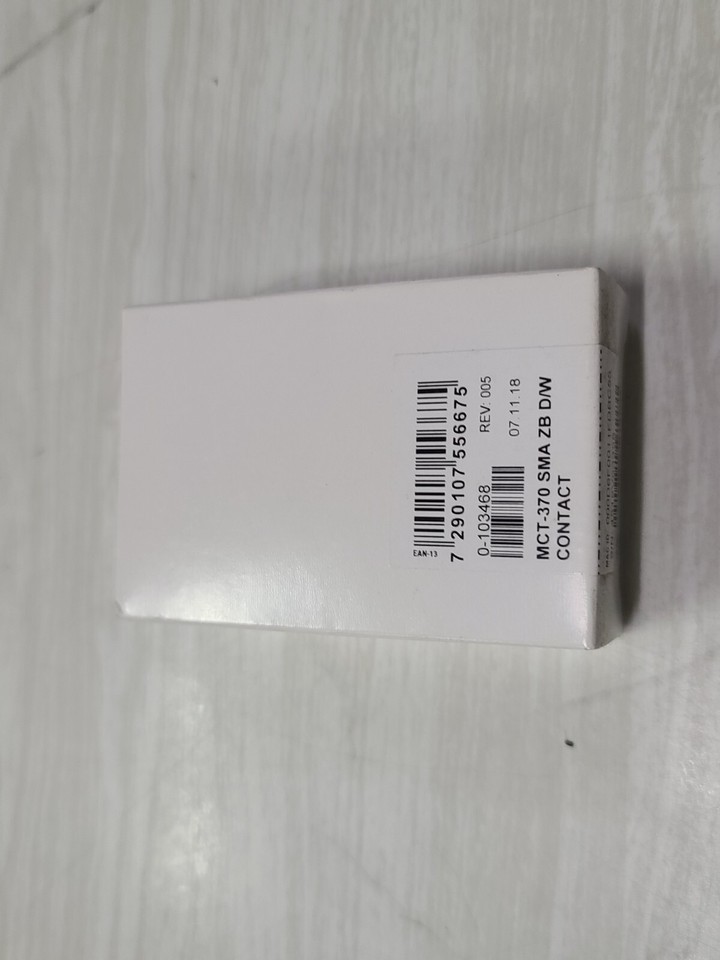 EAN-13
7 290107 556675
0-103468
REV: 005
07.11.18
MCT-370 SMA ZB D/W
CONTACT